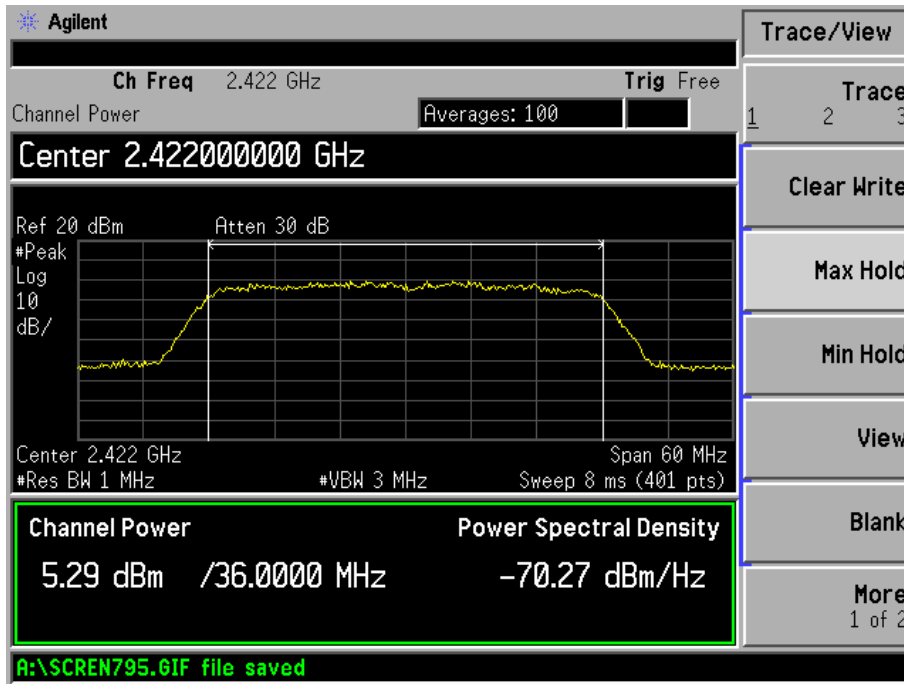 Agilent
Trace/View
Ch Freq 2.422 GHz Trig Free
Channel Power Averages: 100
Trace
1 2 3
Center 2.422000000 GHz
Clear Write
Ref 20 dBm Atten 30 dB
#Peak
Log
10
dB/
Max Hold
Min Hold
View
Center 2.422 GHz Span 60 MHz
#Res BW 1 MHz #VBW 3 MHz Sweep 8 ms (401 pts)
Channel Power Power Spectral Density
5.29 dBm /36.0000 MHz -70.27 dBm/Hz
Blank
More
1 of 2
A:\SCREN795.GIF file saved